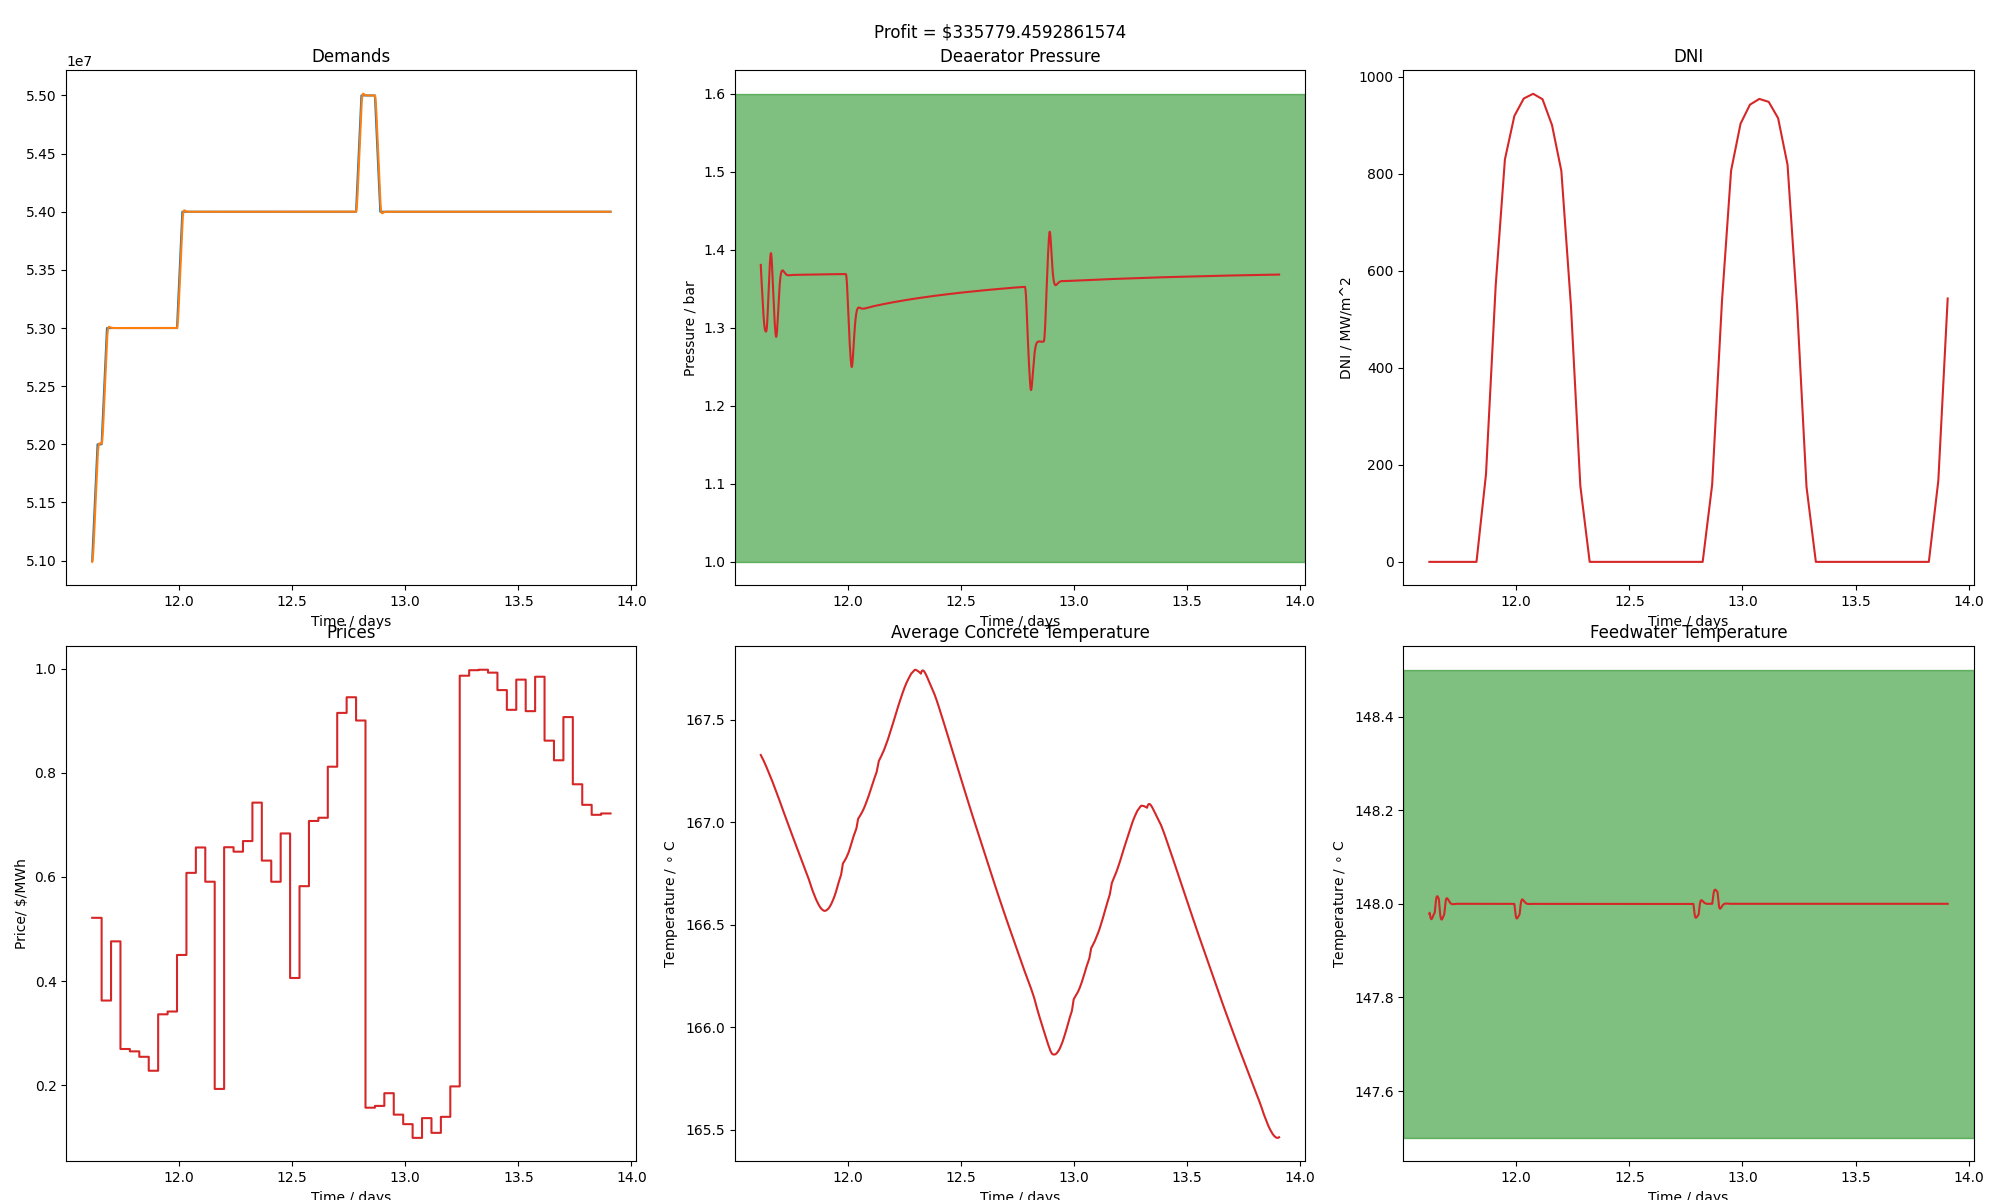 Profit = $335779.4592861574
Demands
1e7
5.50
5.45
5.40
5.35
5.30
5.25
5.20
5.15
5.10
12.0 12.5 13.0 13.5 14.0
Time / days
Deaerator Pressure
Pressure / bar
1.6
1.5
1.4
1.3
1.2
1.1
1.0
12.0 12.5 13.0 13.5 14.0
Time / days
DNI
DNI / MW/m^2
1000
800
600
400
200
0
12.0 12.5 13.0 13.5 14.0
Time / days
Prices
Price/ $/MWh
1.0
0.8
0.6
0.4
0.2
12.0 12.5 13.0 13.5 14.0
Time / days
Average Concrete Temperature
Temperature / ∘ C
167.5
167.0
166.5
166.0
165.5
12.0 12.5 13.0 13.5 14.0
Time / days
Feedwater Temperature
Temperature / ∘ C
148.4
148.2
148.0
147.8
147.6
12.0 12.5 13.0 13.5 14.0
Time / days